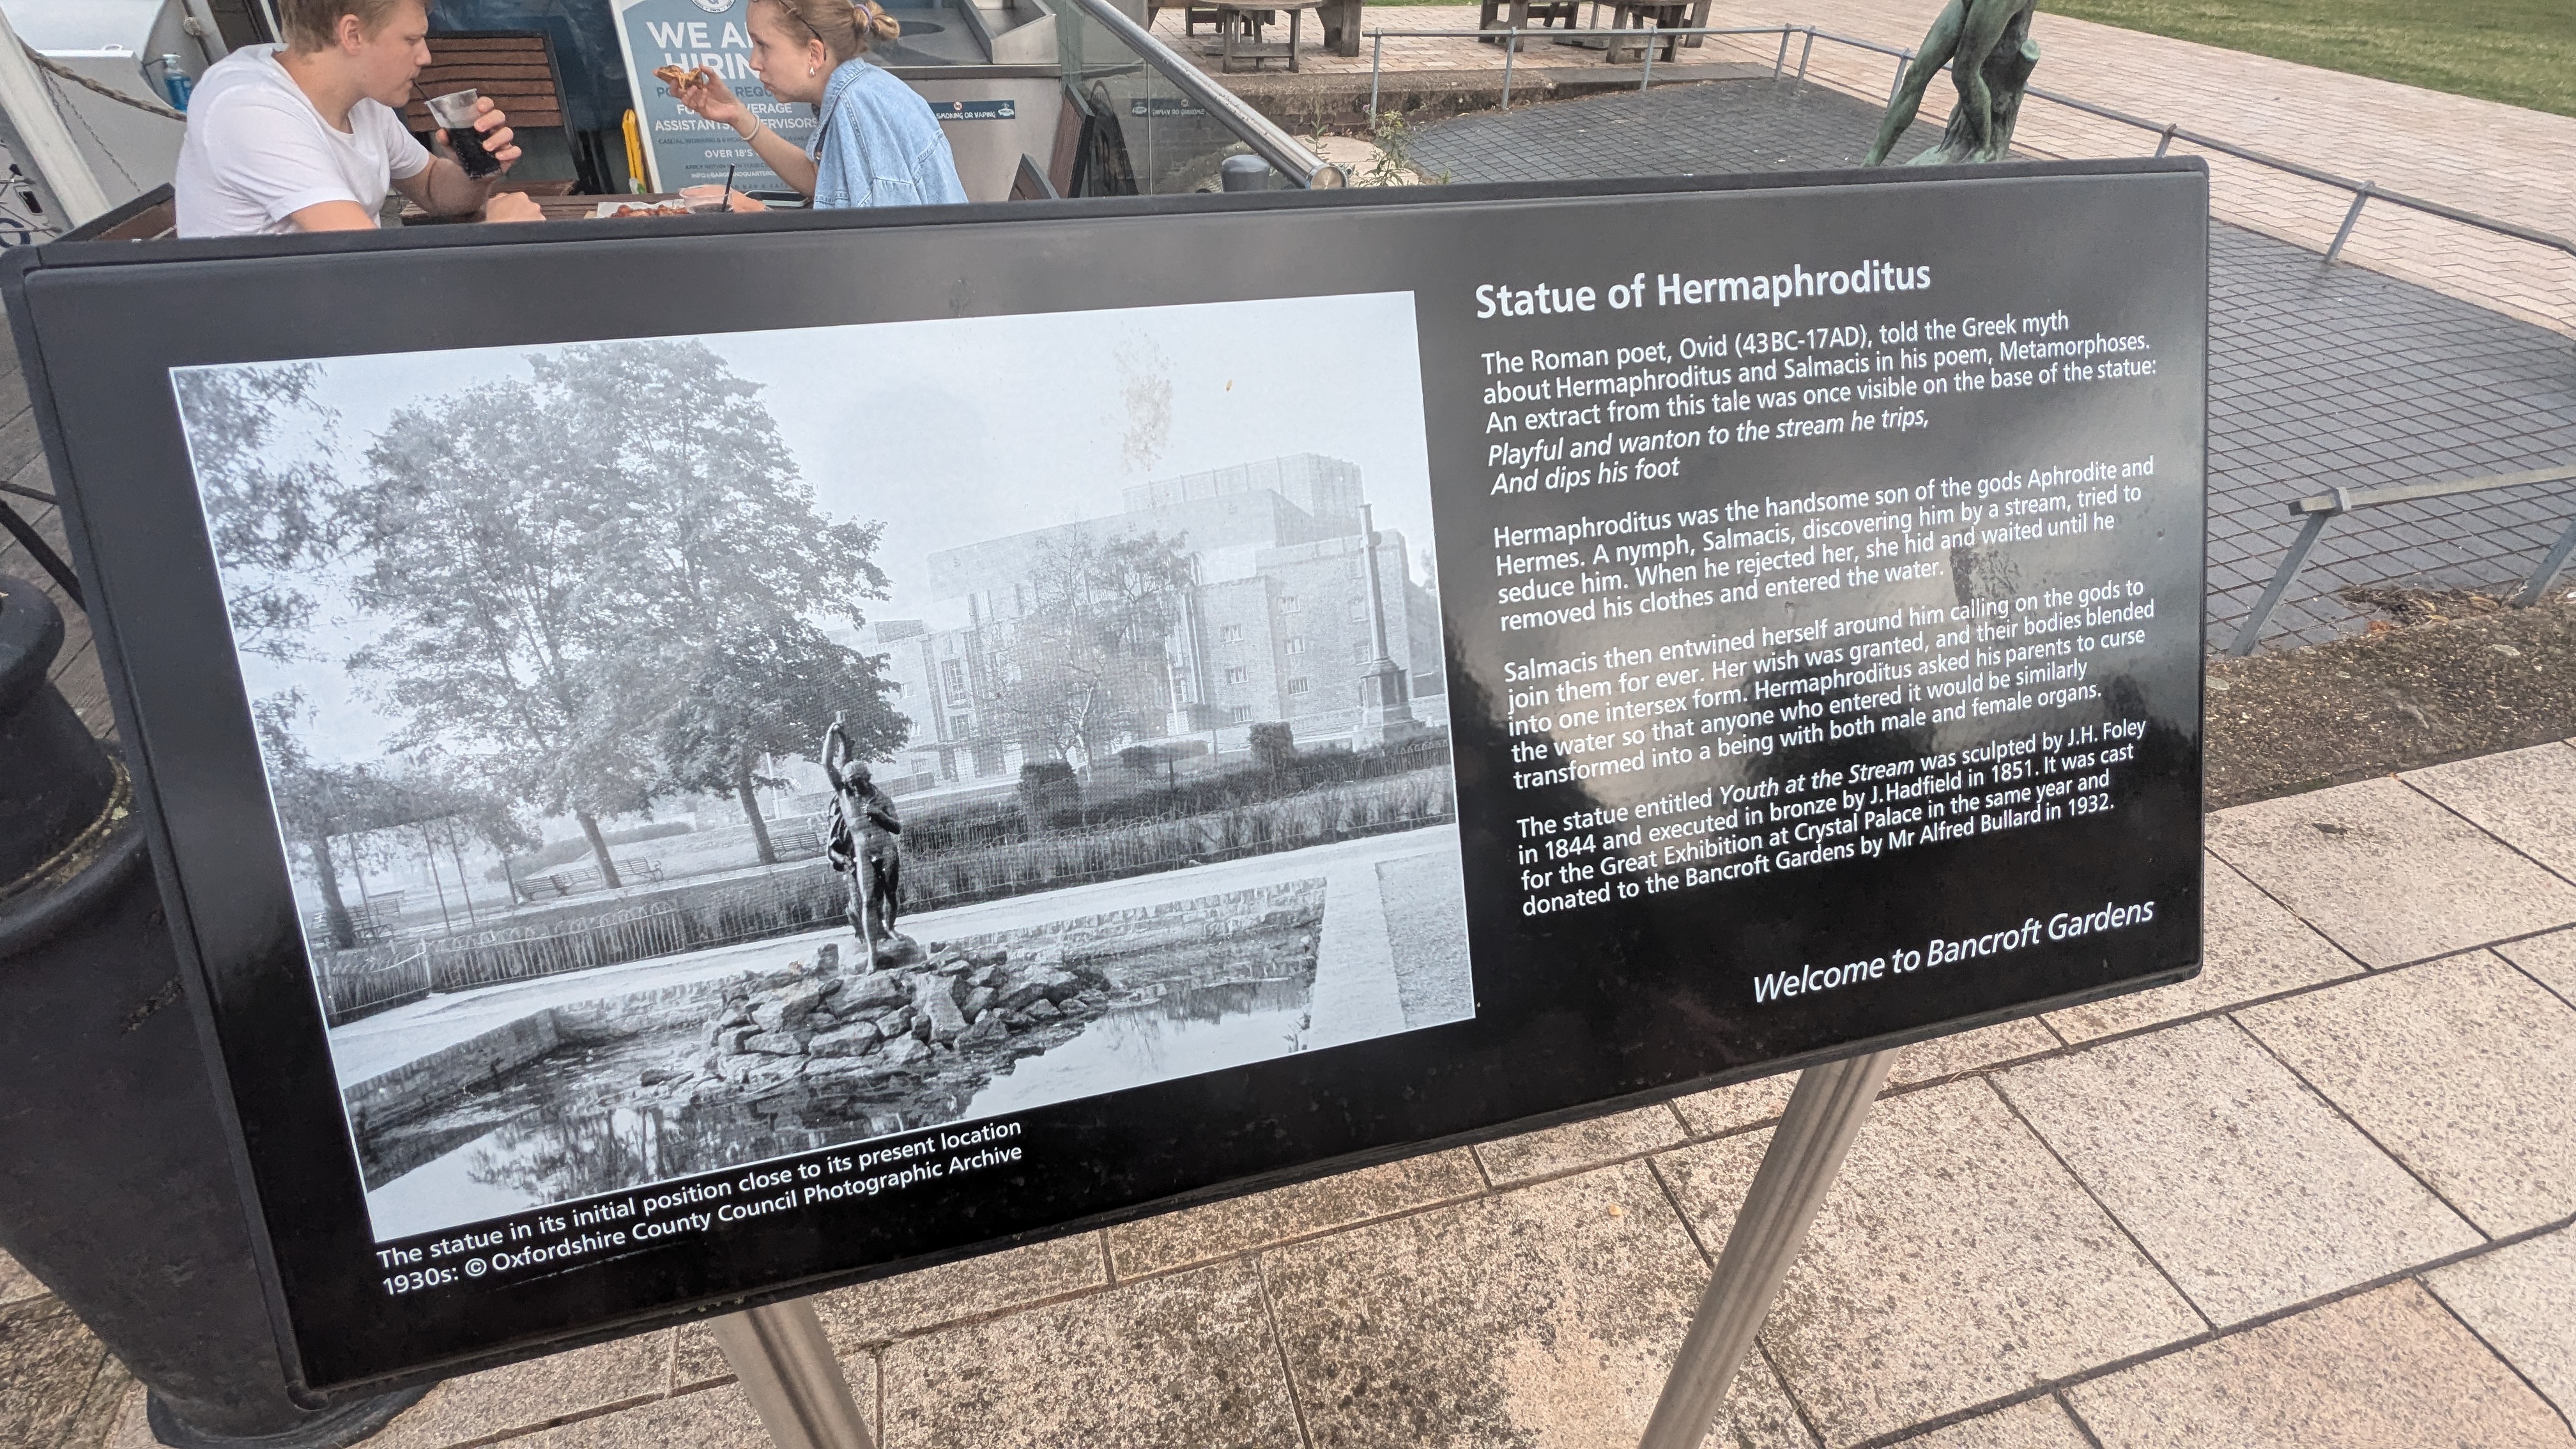 WE A
HIRIN
ASSISTANTS,
OVER 18'S
SMOKING OR VAPING
Statue of Hermaphroditus
The Roman poet, Ovid (43BC-17AD), told the Greek myth
about Hermaphroditus and Salmacis in his poem, Metamorphoses.
An extract from this tale was once visible on the base of the statue:
Playful and wanton to the stream he trips,
And dips his foot
Hermaphroditus was the handsome son of the gods Aphrodite and
Hermes. A nymph, Salmacis, discovering him by a stream, tried to
seduce him. When he rejected her, she hid and waited until he
removed his clothes and entered the water.
Salmacis then entwined herself around him calling on the gods to
join them for ever. Her wish was granted, and their bodies blended
into one intersex form. Hermaphroditus asked his parents to curse
the water so that anyone who entered it would be similarly
transformed into a being with both male and female organs.
The statue entitled Youth at the Stream was sculpted by J.H. Foley
in 1844 and executed in bronze by J.Hadfield in 1851. It was cast
for the Great Exhibition at Crystal Palace in the same year and
donated to the Bancroft Gardens by Mr Alfred Bullard in 1932.
Welcome to Bancroft Gardens
The statue in its initial position close to its present location
1930s: © Oxfordshire County Council Photographic Archive